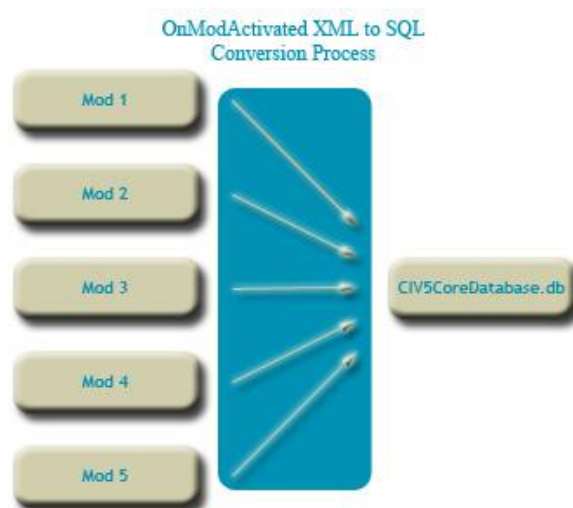 OnModActivated XML to SQL
Conversion Process
Mod 1
Mod 2
Mod 3
Mod 4
Mod 5
CIV5CoreDatabase.db